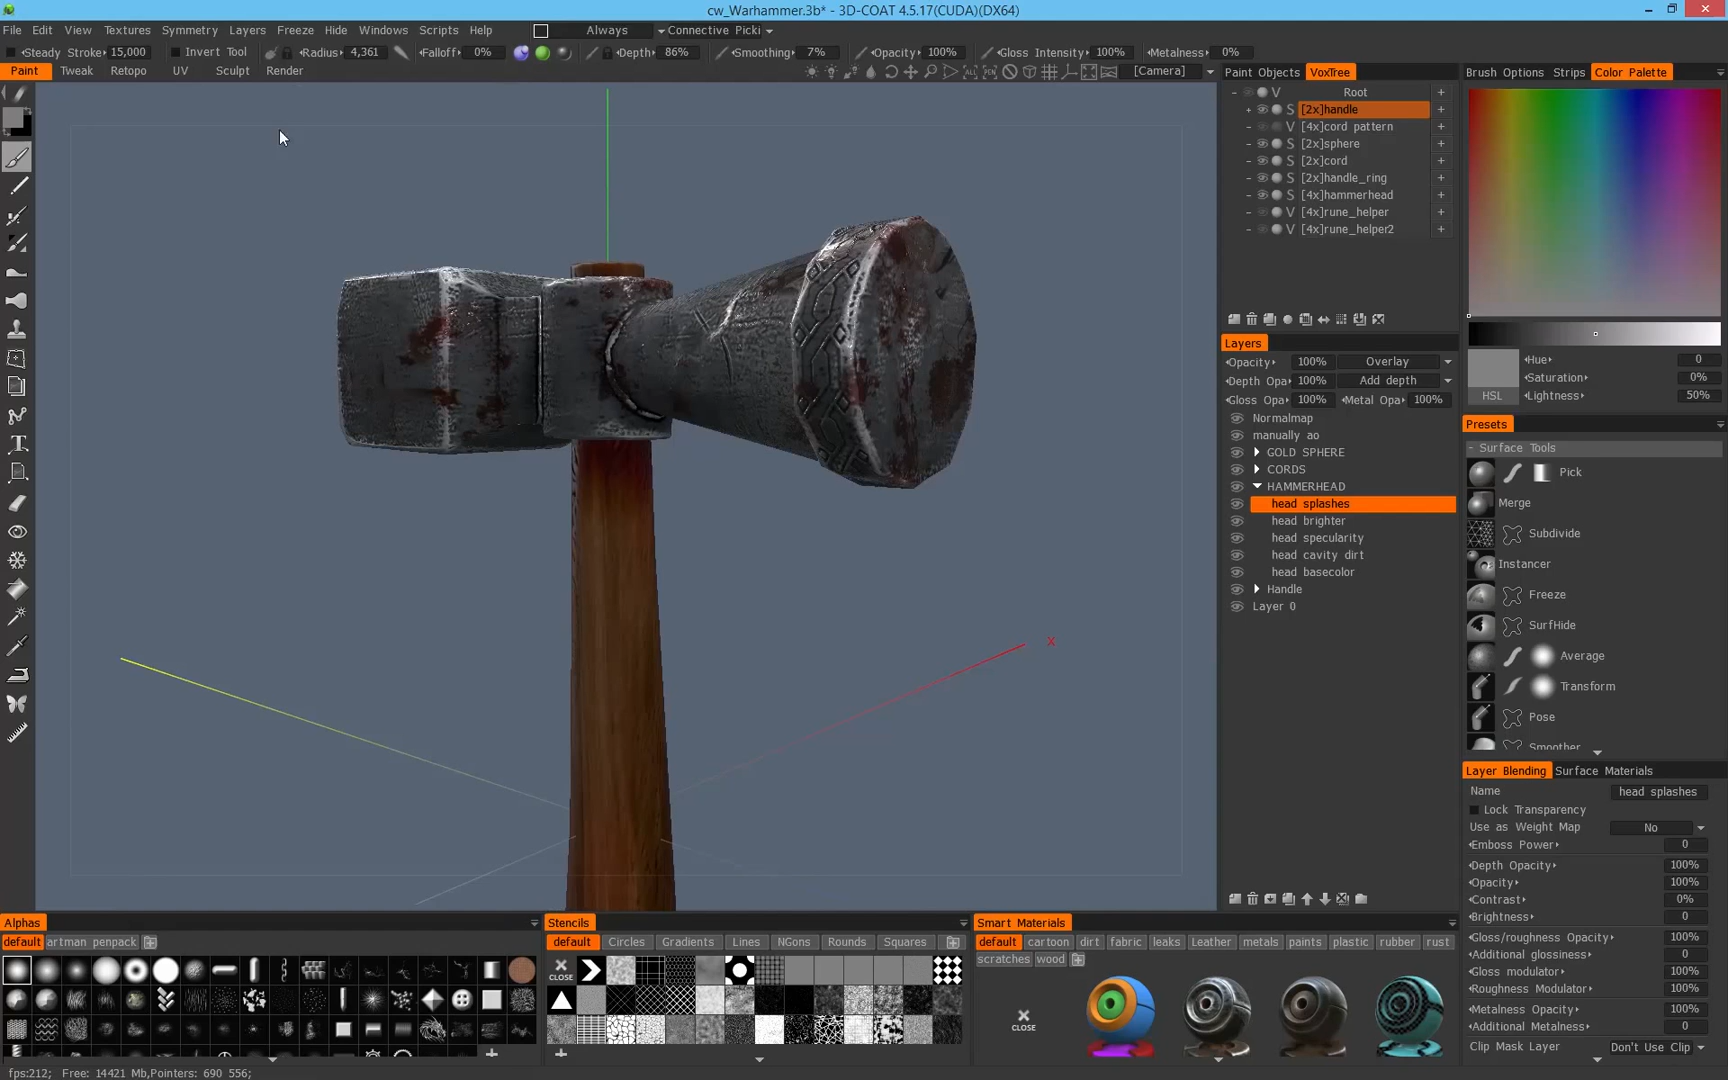 cw_Warhammer.3b* - 3D-COAT 4.5.17(CUDA)(DX64)
File Edit View Textures Symmetry Layers Freeze Hide Windows Scripts Help Always Connective Picki
Steady Stroke 15,000 Invert Tool Radius 4,361 Falloff 0% Depth 86% Smoothing 7% Opacity 100% Gloss Intensity 100% Metalness 0%
Paint Tweak Retopo UV Sculpt Render [Camera]
Paint Objects VoxTree
V Root +
+ S [2x]handle +
V [4x]cord pattern +
S [2x]sphere +
S [2x]cord +
S [2x]handle_ring +
S [4x]hammerhead +
V [4x]rune_helper +
V [4x]rune_helper2 +
Layers
Opacity 100% Overlay
Depth Opa 100% Add depth
Gloss Opa 100% Metal Opa 100%
Normalmap
manually ao
GOLD SPHERE
CORDS
HAMMERHEAD
head splashes
head brighter
head specularity
head cavity dirt
head basecolor
Handle
Layer 0
Brush Options Strips Color Palette
Hue 0
Saturation 0%
HSL Lightness 50%
Presets
- Surface Tools
Pick
Merge
Subdivide
Instancer
Freeze
SurfHide
Average
Transform
Pose
Smoother
Layer Blending Surface Materials
Name head splashes
Lock Transparency
Use as Weight Map No
Emboss Power 0
Depth Opacity 100%
Opacity 100%
Contrast 0%
Brightness 0
Gloss/roughness Opacity 100%
Additional glossiness 0
Gloss modulator 100%
Roughness Modulator 100%
Metalness Opacity 100%
Additional Metalness 0
Clip Mask Layer Don't Use Clip
x
Alphas
default artman penpack
Stencils
default Circles Gradients Lines NGons Rounds Squares
CLOSE
Smart Materials
default cartoon dirt fabric leaks Leather metals paints plastic rubber rust
scratches wood
CLOSE
fps:212; Free: 14421 Mb,Pointers: 690 556;